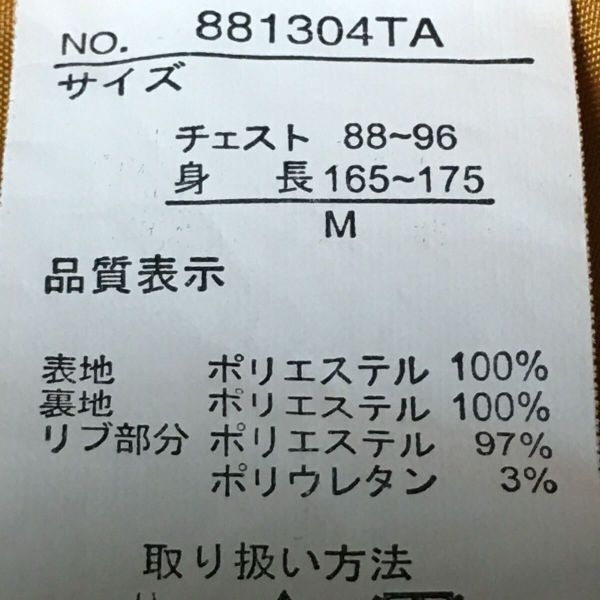 NO. 881304TA
サイズ
チェスト 88~96
身 長 165~175
M
品質表示
表地 ポリエステル 100%
裏地 ポリエステル 100%
リブ部分 ポリエステル 97%
ポリウレタン 3%
取り扱い方法